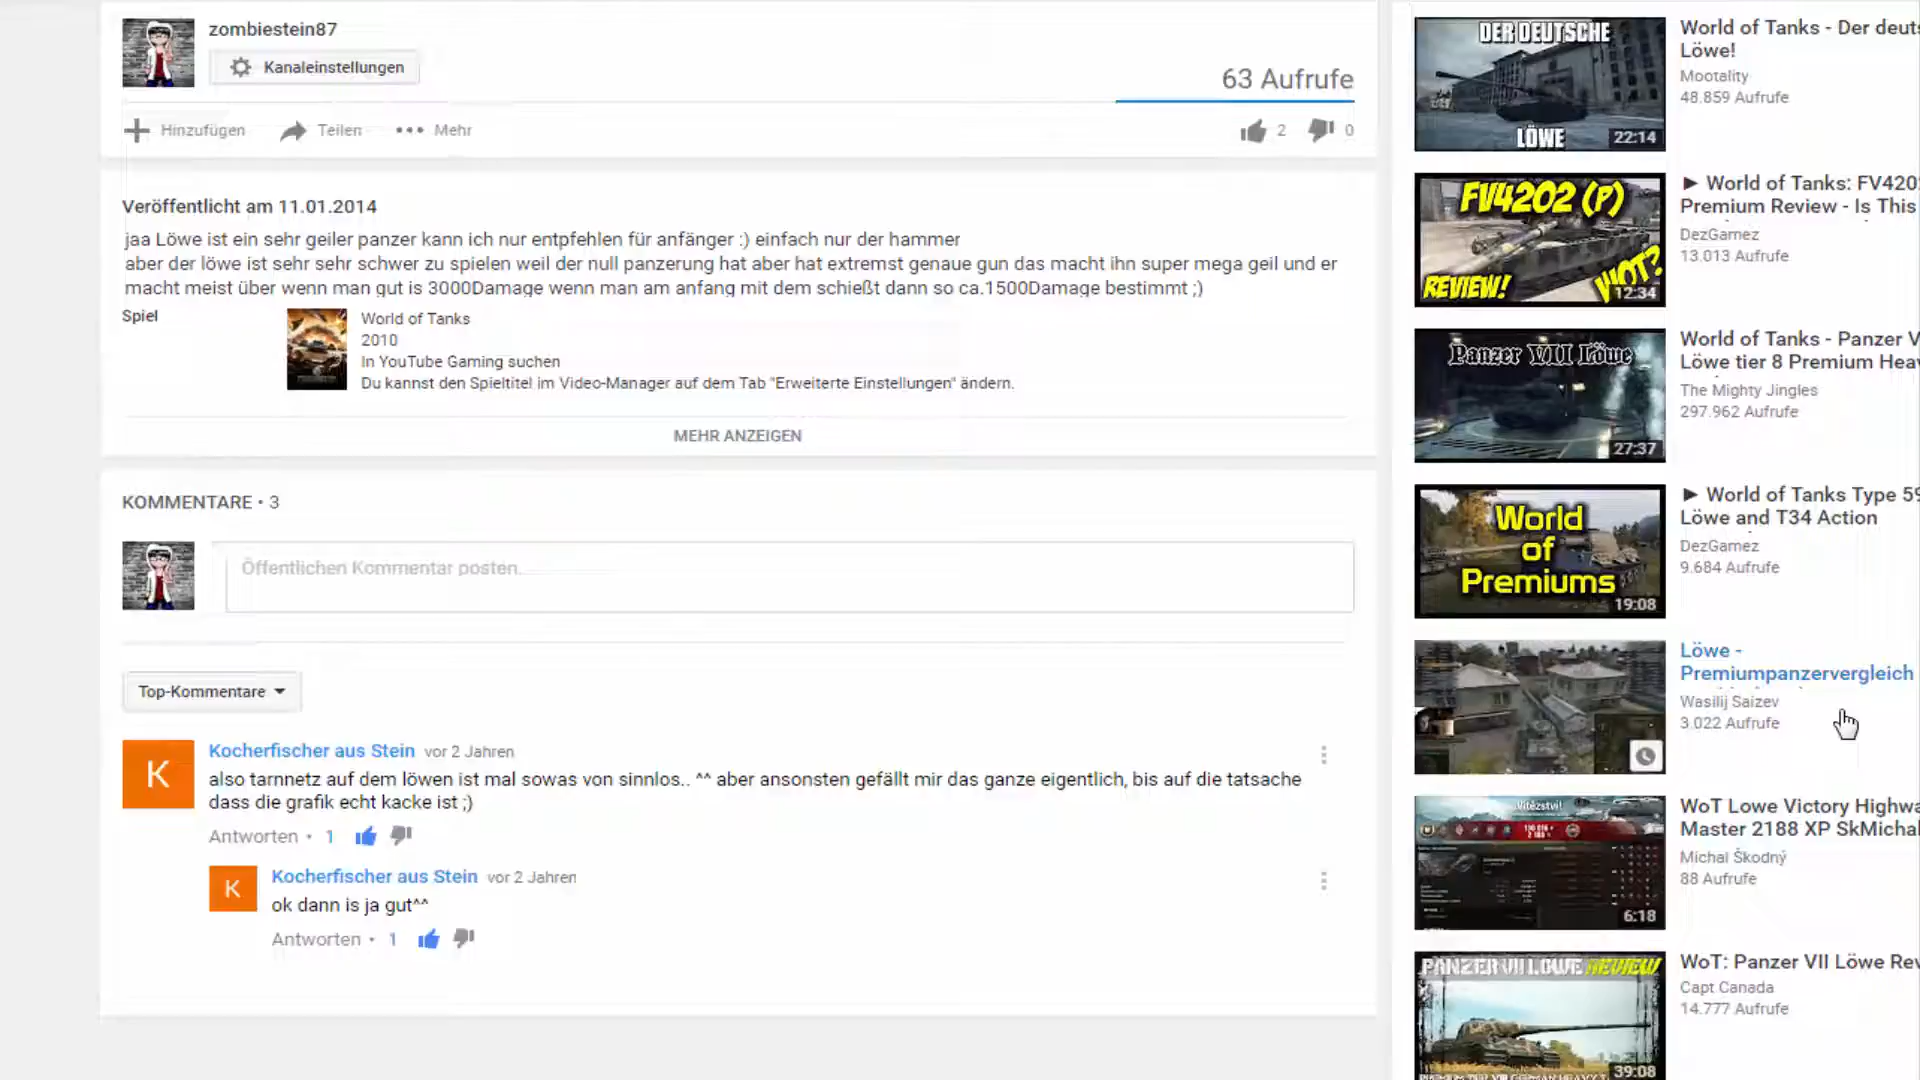 zombiestein87
Kanaleinstellungen
63 Aufrufe
Hinzufügen
Teilen
Mehr
2
0
Veröffentlicht am 11.01.2014
jaa Löwe ist ein sehr geiler panzer kann ich nur entpfehlen für anfänger :) einfach nur der hammer
aber der löwe ist sehr sehr schwer zu spielen weil der null panzerung hat aber hat extremst genaue gun das macht ihn super mega geil und er
macht meist über wenn man gut is 3000Damage wenn man am anfang mit dem schießt dann so ca.1500Damage bestimmt ;)
Spiel
World of Tanks
2010
In YouTube Gaming suchen
Du kannst den Spieltitel im Video-Manager auf dem Tab "Erweiterte Einstellungen" ändern.
MEHR ANZEIGEN
KOMMENTARE • 3
Öffentlichen Kommentar posten...
Top-Kommentare
K
Kocherfischer aus Stein vor 2 Jahren
also tarnnetz auf dem löwen ist mal sowas von sinnlos.. ^^ aber ansonsten gefällt mir das ganze eigentlich, bis auf die tatsache
dass die grafik echt kacke ist ;)
Antworten • 1
K
Kocherfischer aus Stein vor 2 Jahren
ok dann is ja gut^^
Antworten • 1
DER DEUTSCHE
LÖWE
22:14
World of Tanks - Der deuts
Löwe!
Mootality
48.859 Aufrufe
FV4202 (P)
REVIEW!
WOT?
12:34
► World of Tanks: FV420
Premium Review - Is This
DezGamez
13.013 Aufrufe
Panzer VII Löwe
27:37
World of Tanks - Panzer V
Löwe tier 8 Premium Hea
The Mighty Jingles
297.962 Aufrufe
World
of
Premiums
19:08
► World of Tanks Type 59
Löwe and T34 Action
DezGamez
9.684 Aufrufe
Löwe -
Premiumpanzervergleich
Wasilij Saizev
3.022 Aufrufe
Vítězství!
6:18
WoT Lowe Victory Highwa
Master 2188 XP SkMichal
Michal Škodný
88 Aufrufe
PANZER VII LÖWE REVIEW
39:08
WoT: Panzer VII Löwe Rev
Capt Canada
14.777 Aufrufe